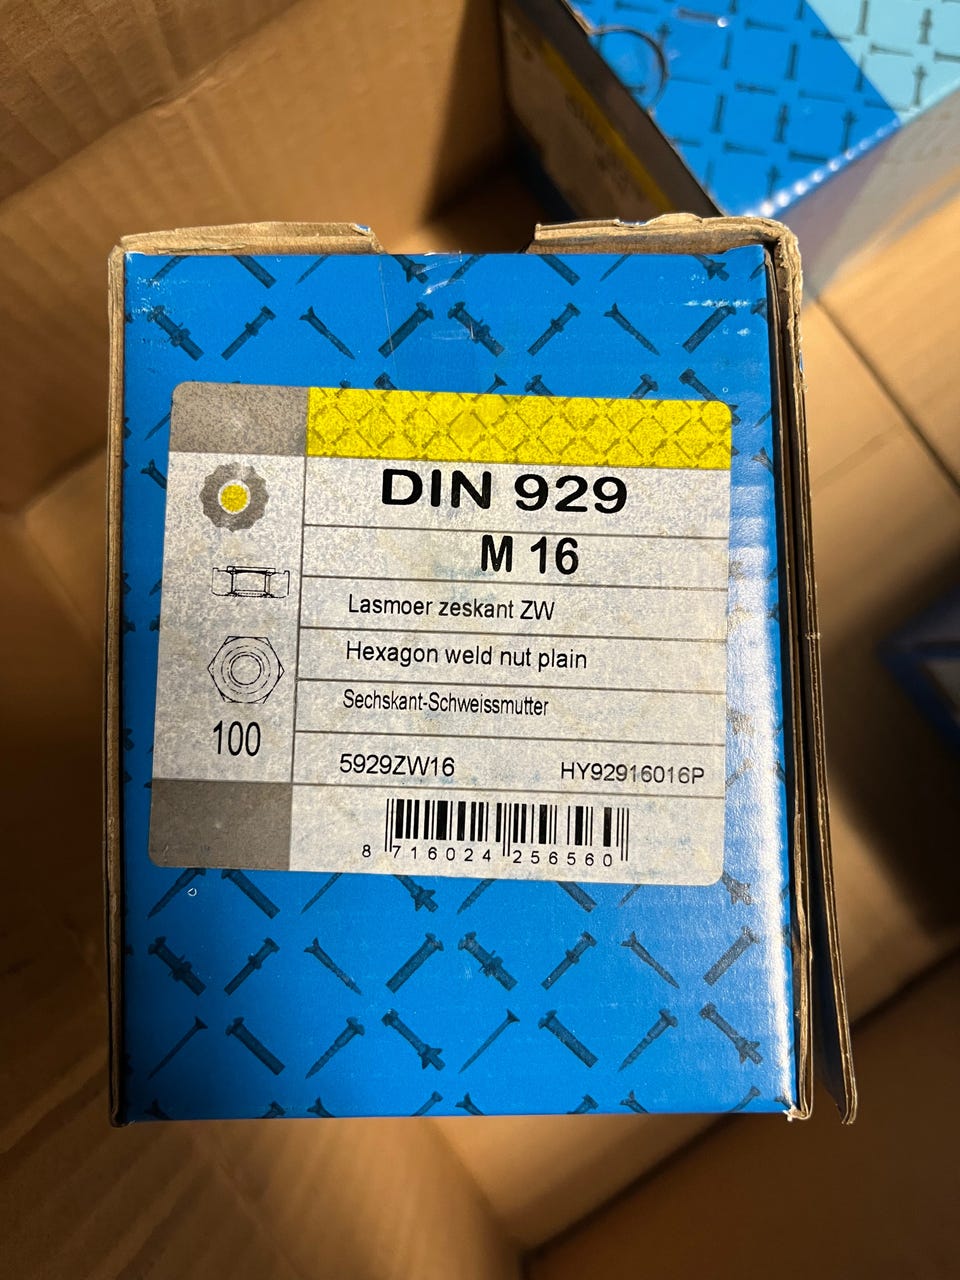 DIN 929
M 16
Lasmoer zeskant ZW
Hexagon weld nut plain
Sechskant-Schweissmutter
100
5929ZW16 HY92916016P
8 716024 256560